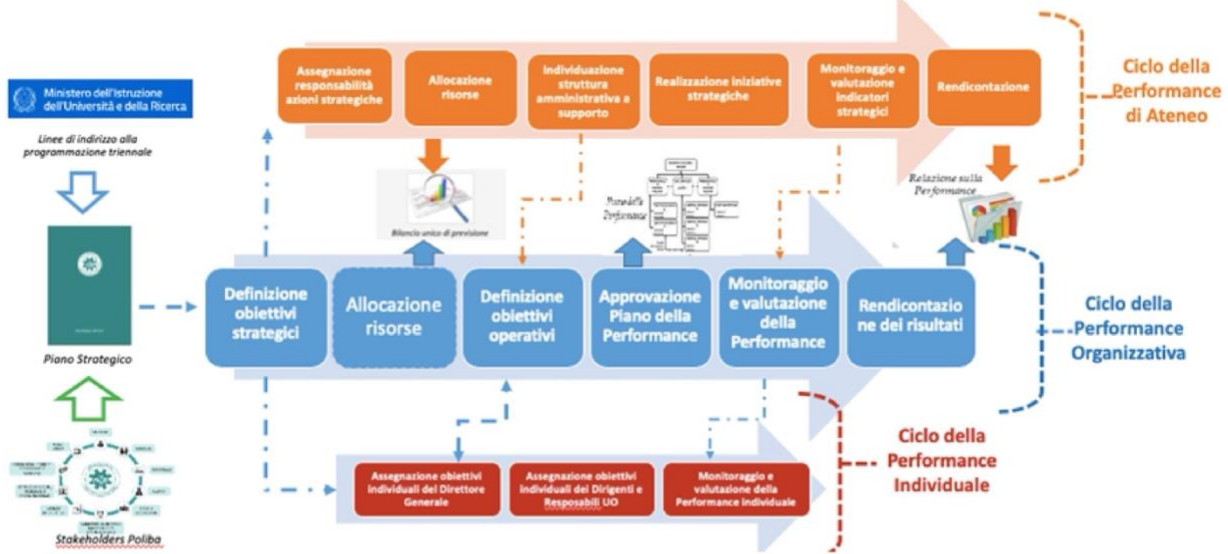 Assegnazione
responsabilità
azioni strategiche
Allocazione
risorse
Individuazione
struttura
amministrativa a
supporto
Realizzazione iniziative
strategiche
Monitoraggio e
valutazione
indicatori
strategici
Rendicontazione
Ciclo della
Performance
di Ateneo
Ministero dell'Istruzione
dell'Università e della Ricerca
Linee di indirizzo alla
programmazione triennale
Bilancio unico di previsione
Piano delle
Performance
Relazione sulla
Performance
Definizione
obiettivi
strategici
Allocazione
risorse
Definizione
obiettivi
operativi
Approvazione
Piano della
Performance
Monitoraggio
e valutazione
della
Performance
Rendicontazio
ne dei risultati
Ciclo della
Performance
Organizzativa
Piano Strategico
Assegnazione obiettivi
individuali del Direttore
Generale
Assegnazione obiettivi
individuali dei Dirigenti e
Resposabili UO
Monitoraggio e
valutazione della
Performance Individuale
Ciclo della
Performance
Individuale
Stakeholders Poliba